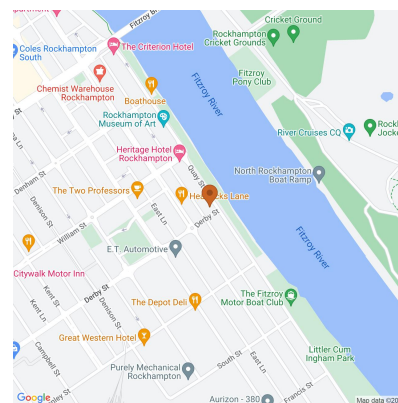 Cricket Ground
Fitzroy
Coles Rockhampton
South
The Criterion Hotel
Rockhampton
Cricket Grounds
Chemist Warehouse
Rockhampton
Fitzroy River
Fitzroy
Pony Club
Boathouse
Rockhampton
Museum of Art
River Cruises CQ
Heritage Hotel
Rockhampton
North Rockhampton
Boat Ramp
Quay St
Denham St
The Two Professors
Denison St
William St
East Ln
Derby St
Fitzroy River
E.T. Automotive
Citywalk Motor Inn
Kent St
Kent Ln
Derby St
Denison St
The Depot Deli
The Fitzroy
Motor Boat Club
Great Western Hotel
Campbell St
South St
East Ln
Littler Cum
Ingham Park
Purely Mechanical
Rockhampton
Francis St
Aurizon - 380
Google
Map data ©20